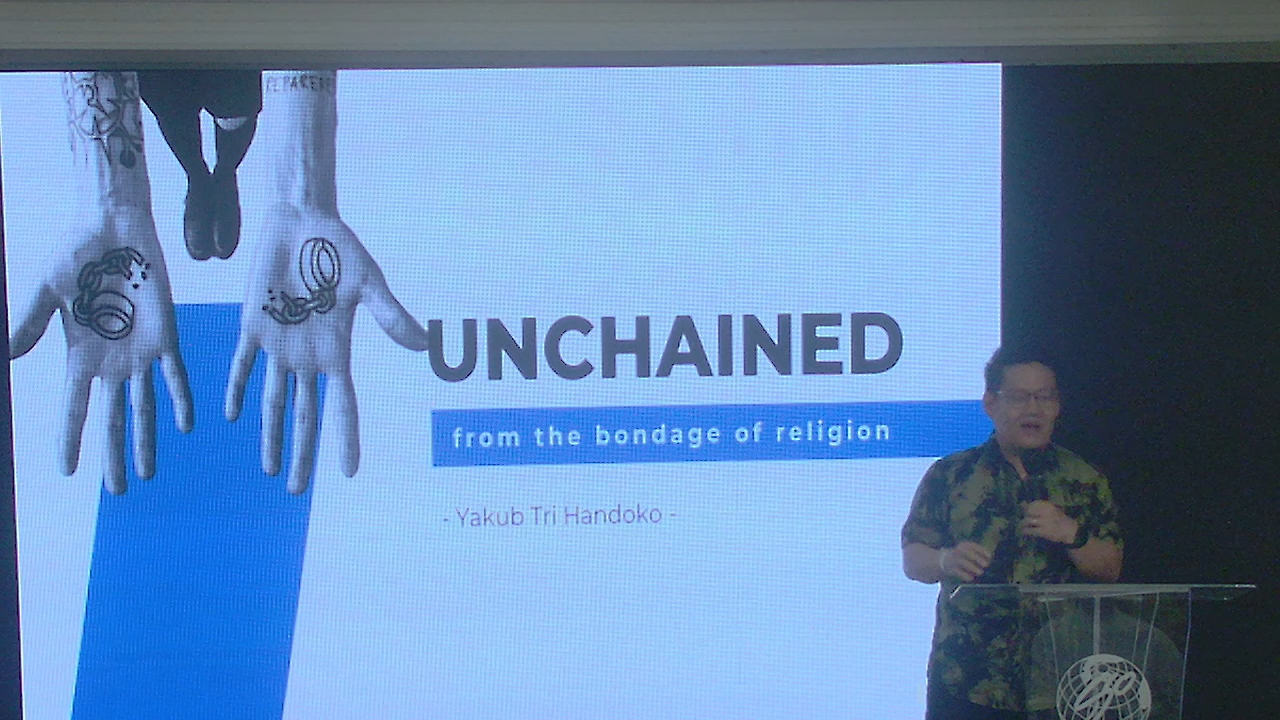 UNCHAINED
from the bondage of religion
- Yakub Tri Handoko -